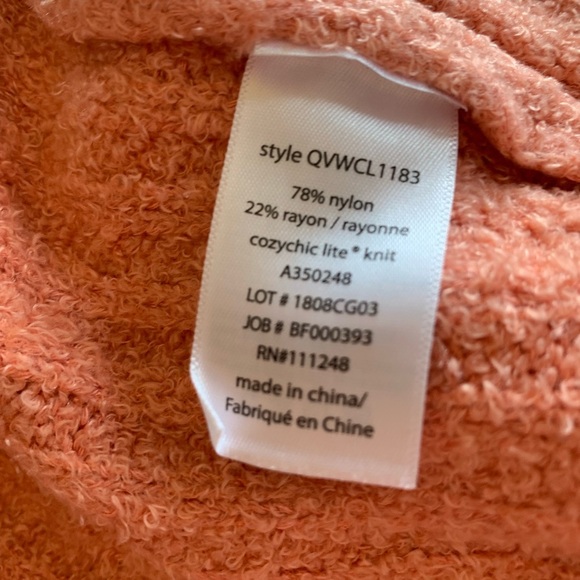 style QVWCL1183
78% nylon
22% rayon / rayonne
cozychic lite ® knit
A350248
LOT # 1808CG03
JOB # BF000393
RN#111248
made in china/
Fabriqué en Chine